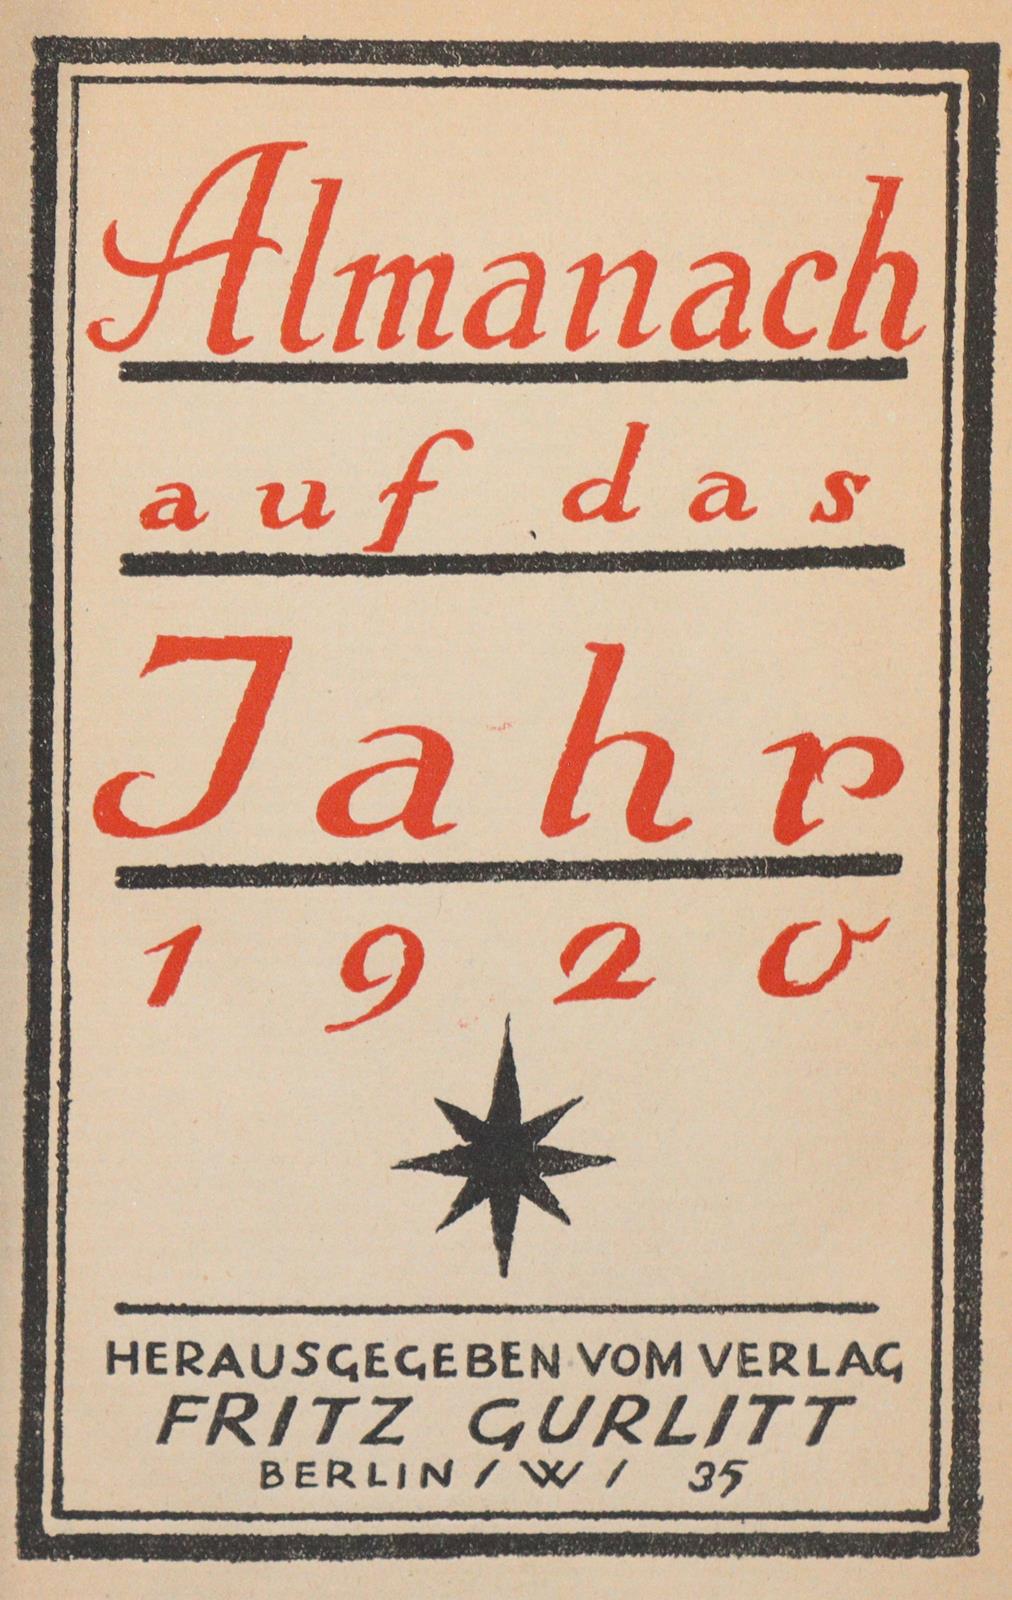 Almanach
auf das
Jahr
1920
HERAUSGEGEBEN VOM VERLAG
FRITZ GURLITT
BERLIN / W / 35